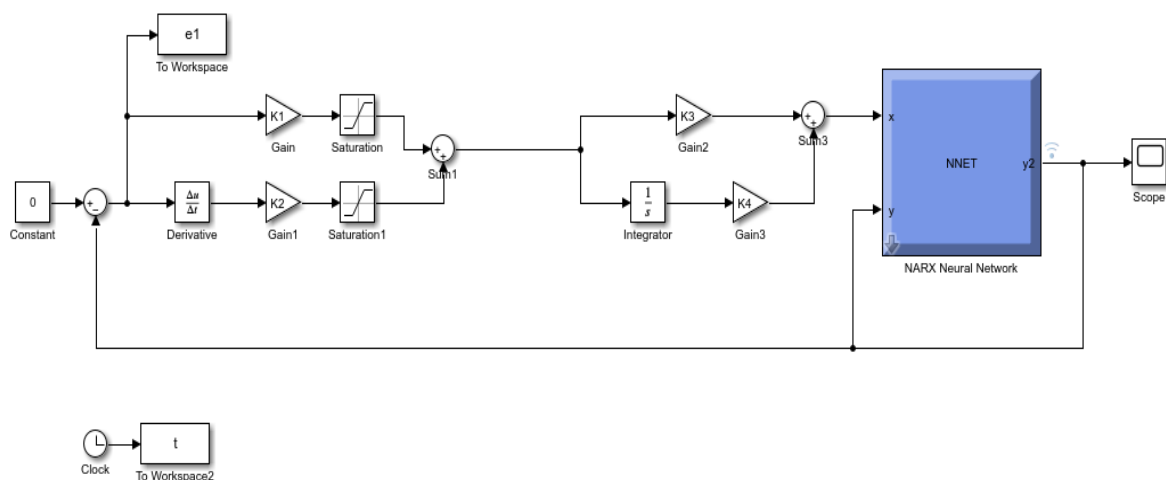 e1
To Workspace
K1
Gain
Saturation
K3
Gain2
+
+
Sum3
x
+
+
Sum1
NNET
y2
Scope
0
Constant
+
−
Δu
Δt
Derivative
K2
Gain1
Saturation1
1
s
Integrator
K4
Gain3
y
NARX Neural Network
Clock
t
To Workspace2